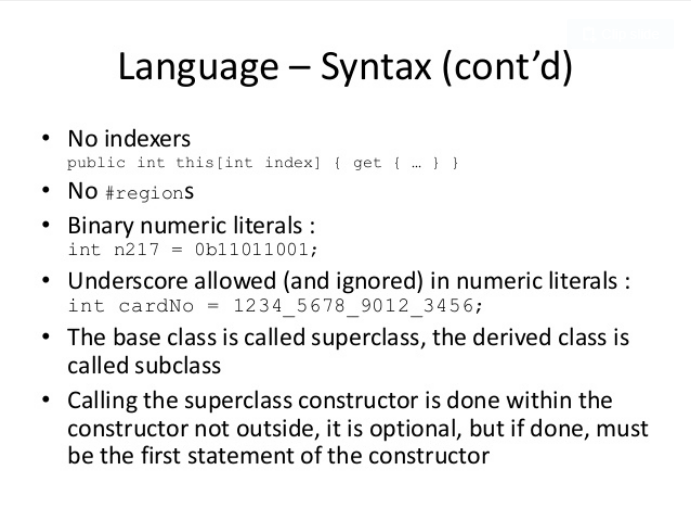 Language – Syntax (cont’d)
• No indexers
public int this[int index] { get { … } }
• No #regions
• Binary numeric literals :
int n217 = 0b11011001;
• Underscore allowed (and ignored) in numeric literals :
int cardNo = 1234_5678_9012_3456;
• The base class is called superclass, the derived class is
called subclass
• Calling the superclass constructor is done within the
constructor not outside, it is optional, but if done, must
be the first statement of the constructor